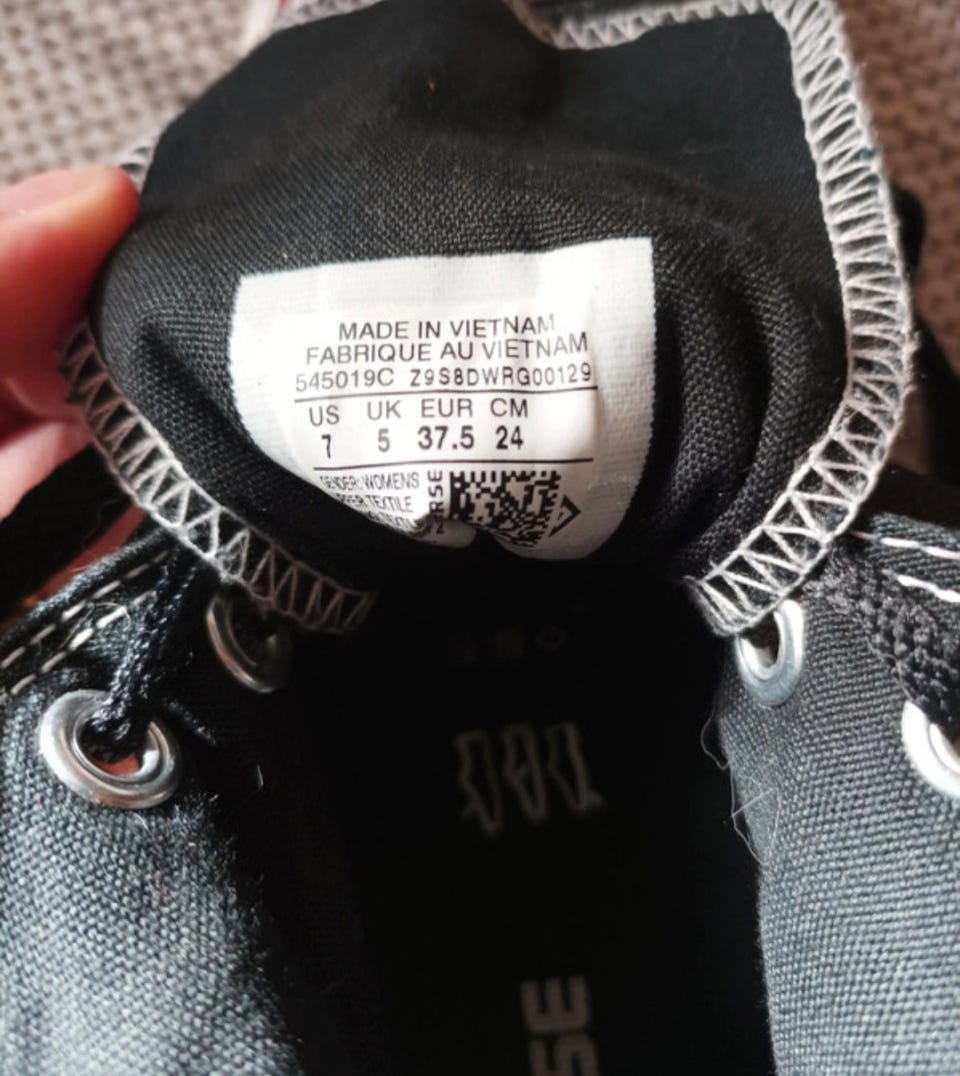 MADE IN VIETNAM
FABRIQUE AU VIETNAM
545019C Z9S8DWRG00129
US UK EUR CM
7 5 37.5 24
GENDER: WOMENS
TEXTILE